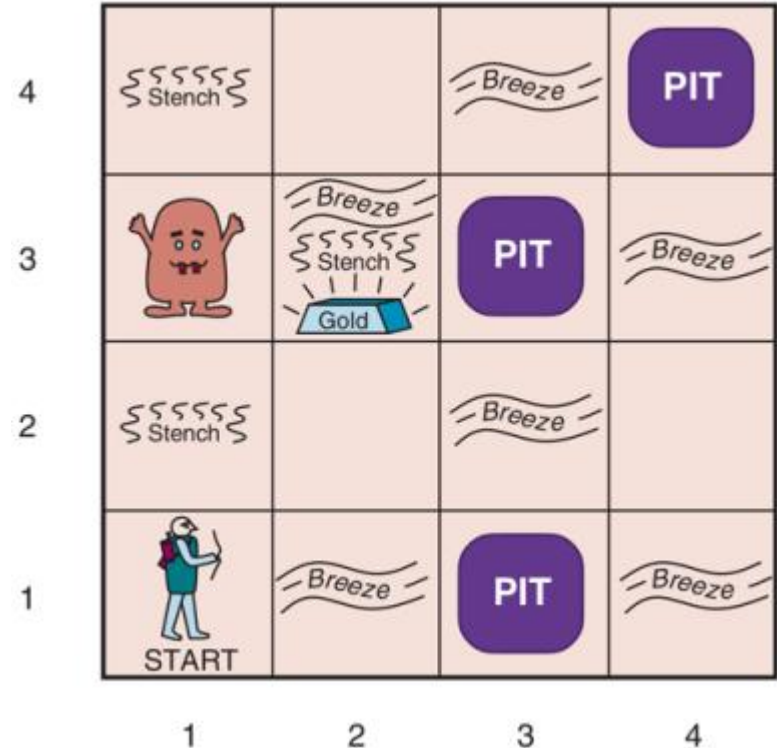 4
Stench
Breeze
PIT
3
Breeze
Stench
Gold
PIT
Breeze
2
Stench
Breeze
1
START
Breeze
PIT
Breeze
1 2 3 4